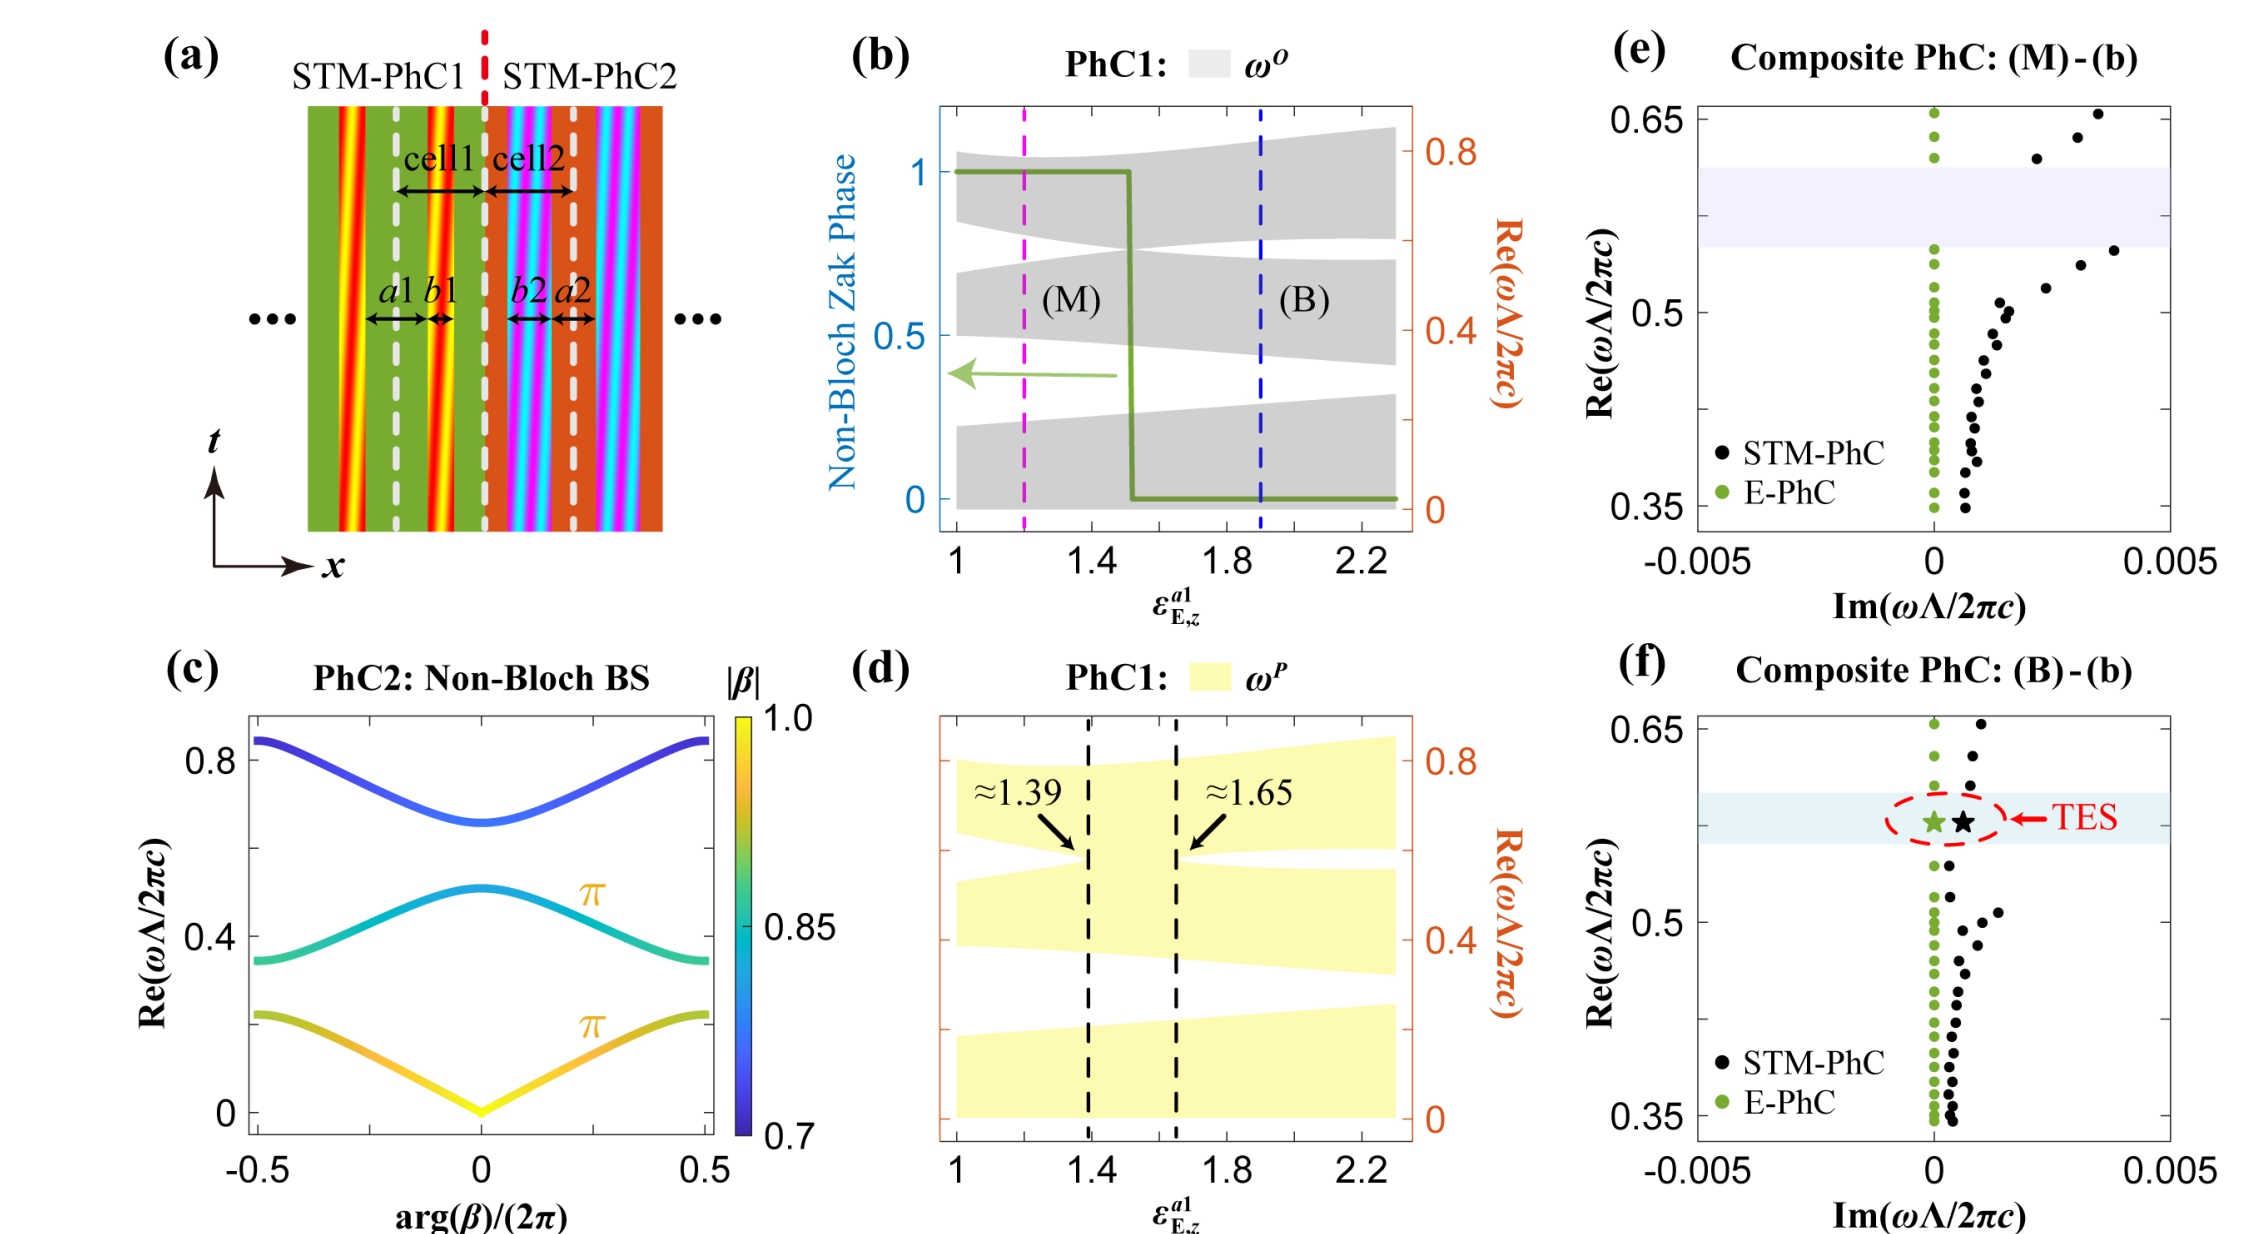 (a)
STM-PhC1
STM-PhC2
cell1
cell2
a1
b1
b2
a2
t
x
(b)
PhC1: ω^O
Non-Bloch Zak Phase
1
0.5
0
(M)
(B)
0.8
0.4
0
Re(ωΛ/2πc)
1
1.4
1.8
2.2
ε^{a1}_{E,z}
(e)
Composite PhC: (M)-(b)
Re(ωΛ/2πc)
0.65
0.5
0.35
STM-PhC
E-PhC
-0.005
0
0.005
Im(ωΛ/2πc)
(c)
PhC2: Non-Bloch BS
|β|
1.0
0.85
0.7
Re(ωΛ/2πc)
0.8
0.4
0
π
π
-0.5
0
0.5
arg(β)/(2π)
(d)
PhC1: ω^P
≈1.39
≈1.65
0.8
0.4
0
Re(ωΛ/2πc)
1
1.4
1.8
2.2
ε^{a1}_{E,z}
(f)
Composite PhC: (B)-(b)
Re(ωΛ/2πc)
0.65
0.5
0.35
TES
STM-PhC
E-PhC
-0.005
0
0.005
Im(ωΛ/2πc)